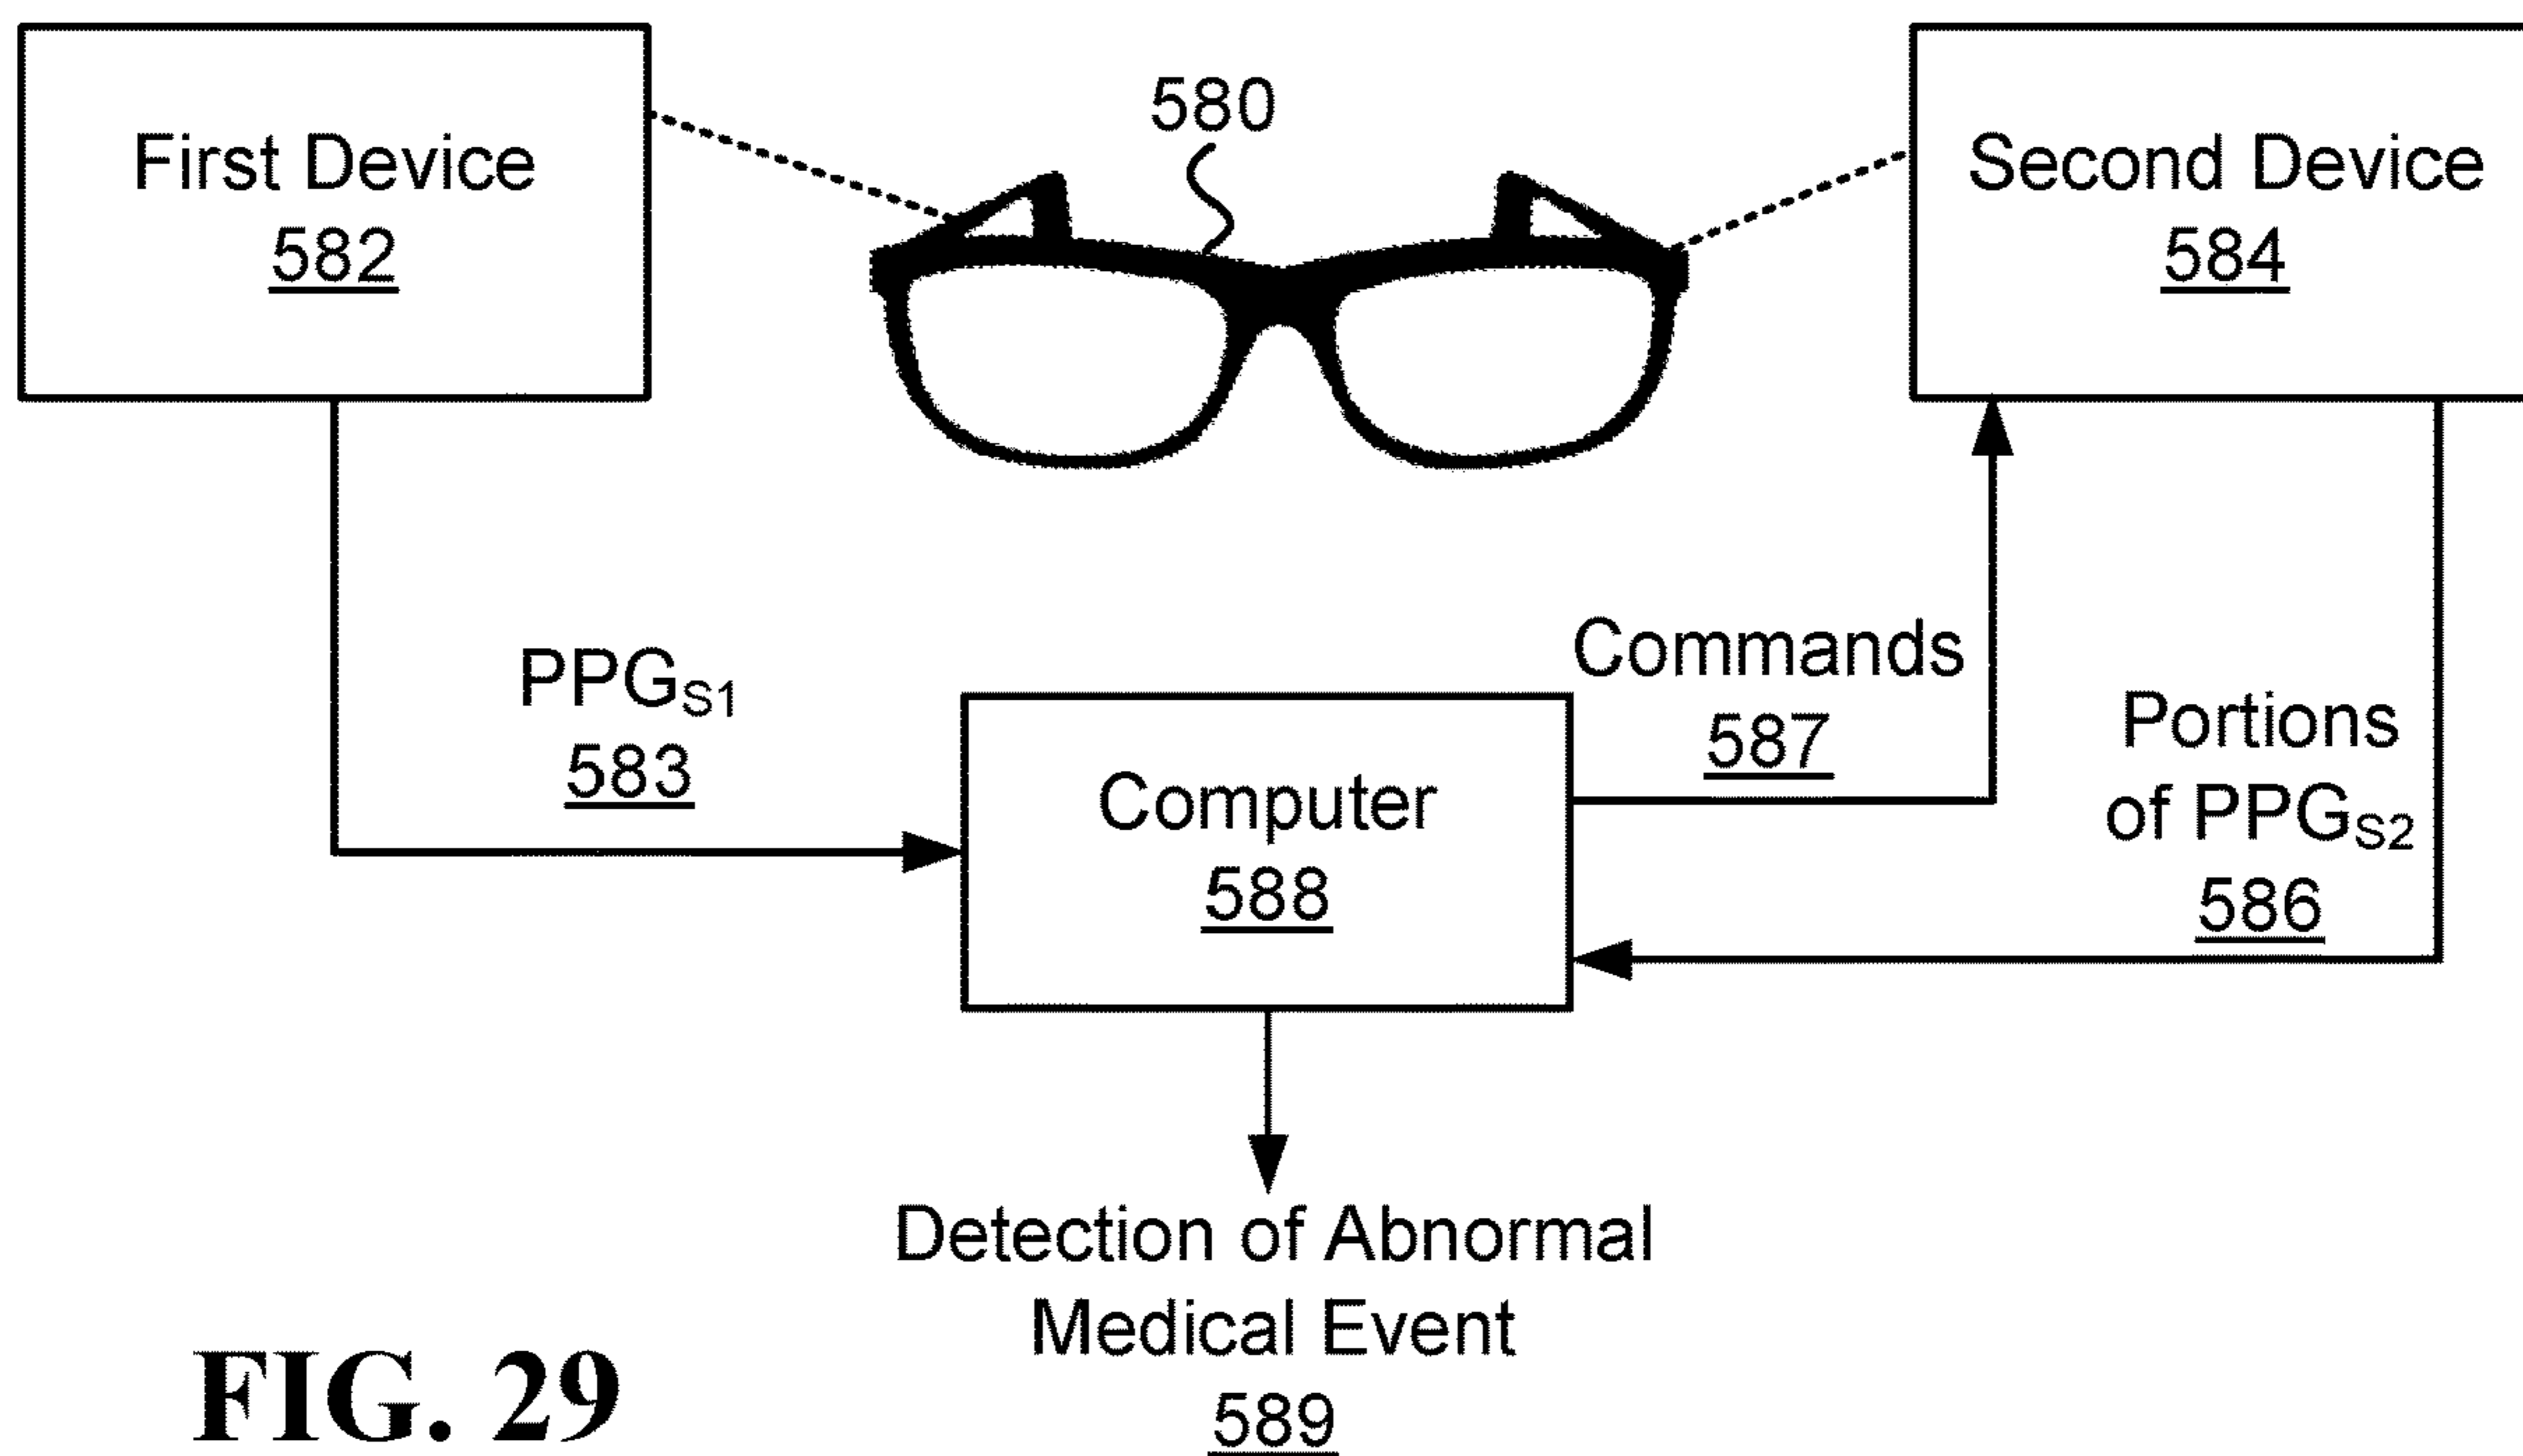 First Device
582
580
Second Device
584
PPGS1
583
Commands
587
Portions
of PPGS2
586
Computer
588
Detection of Abnormal
Medical Event
589
FIG. 29